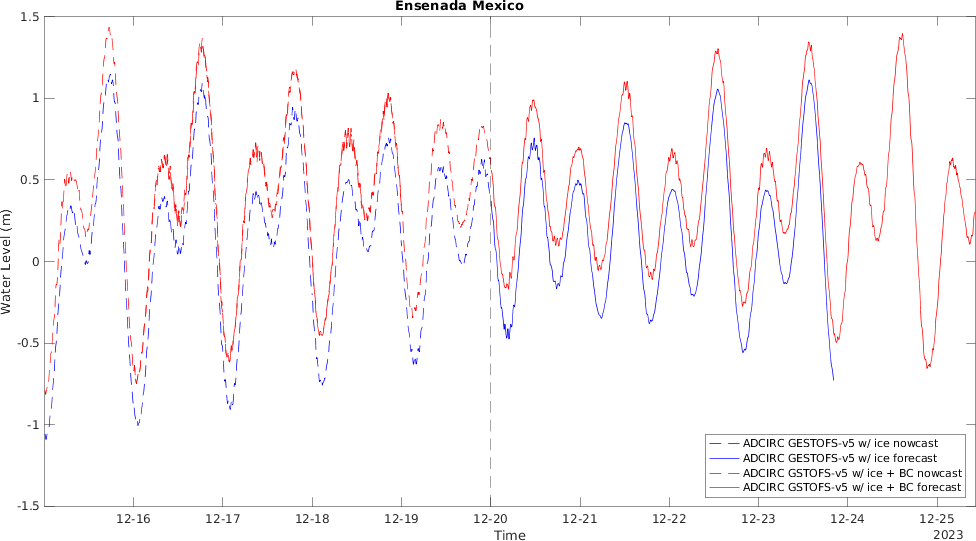 Ensenada Mexico
Water Level (m)
1.5
1
0.5
0
-0.5
-1
-1.5
12-16
12-17
12-18
12-19
12-20
12-21
12-22
12-23
12-24
12-25
Time
2023
ADCIRC GESTOFS-v5 w/ ice nowcast
ADCIRC GESTOFS-v5 w/ ice forecast
ADCIRC GSTOFS-v5 w/ ice + BC nowcast
ADCIRC GSTOFS-v5 w/ ice + BC forecast